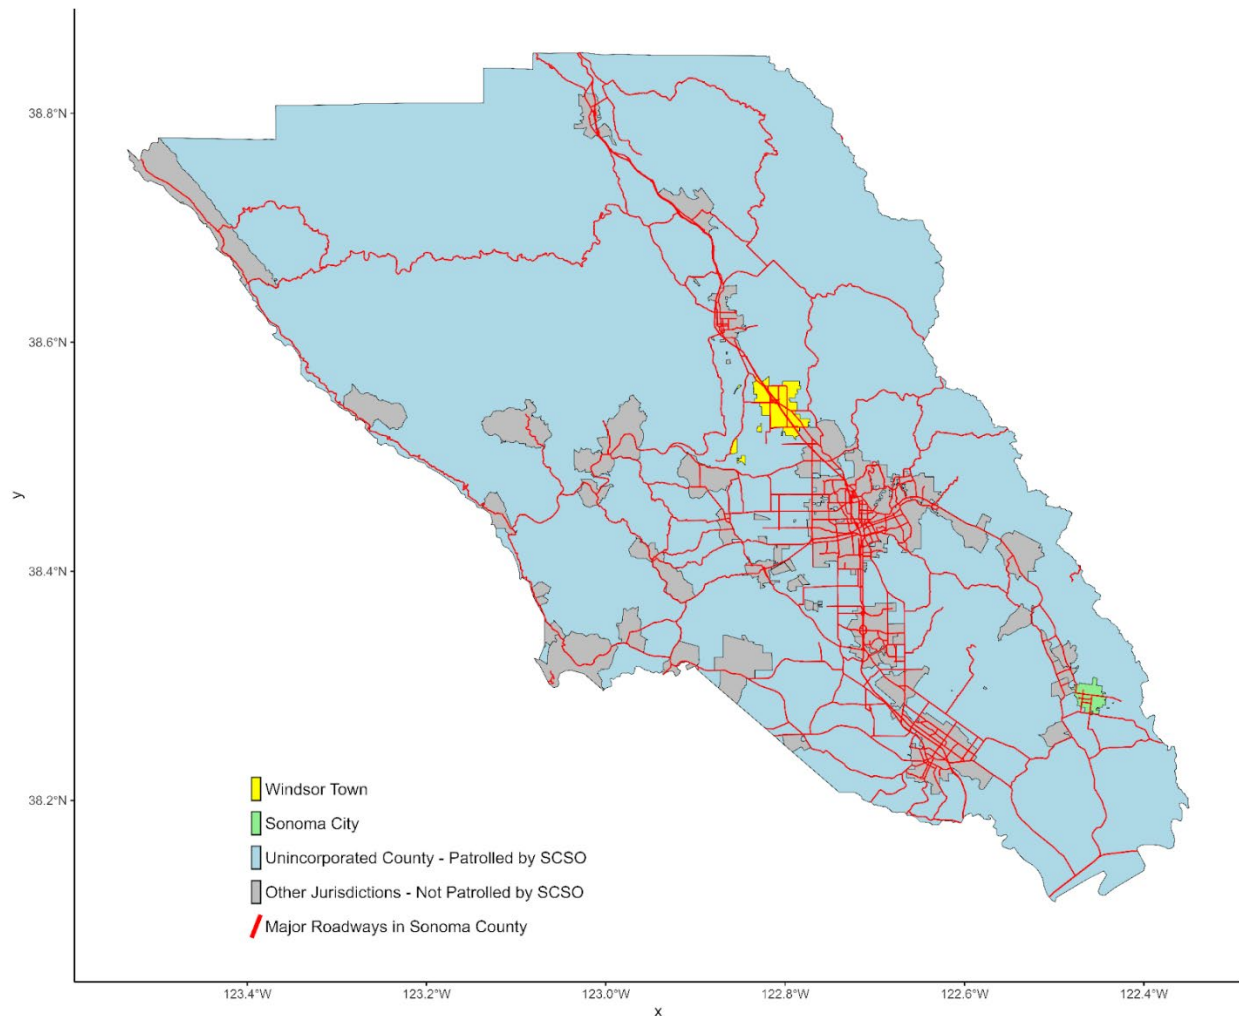 38.8°N
38.6°N
38.4°N
38.2°N
y
Windsor Town
Sonoma City
Unincorporated County - Patrolled by SCSO
Other Jurisdictions - Not Patrolled by SCSO
Major Roadways in Sonoma County
123.4°W 123.2°W 123.0°W 122.8°W 122.6°W 122.4°W
x